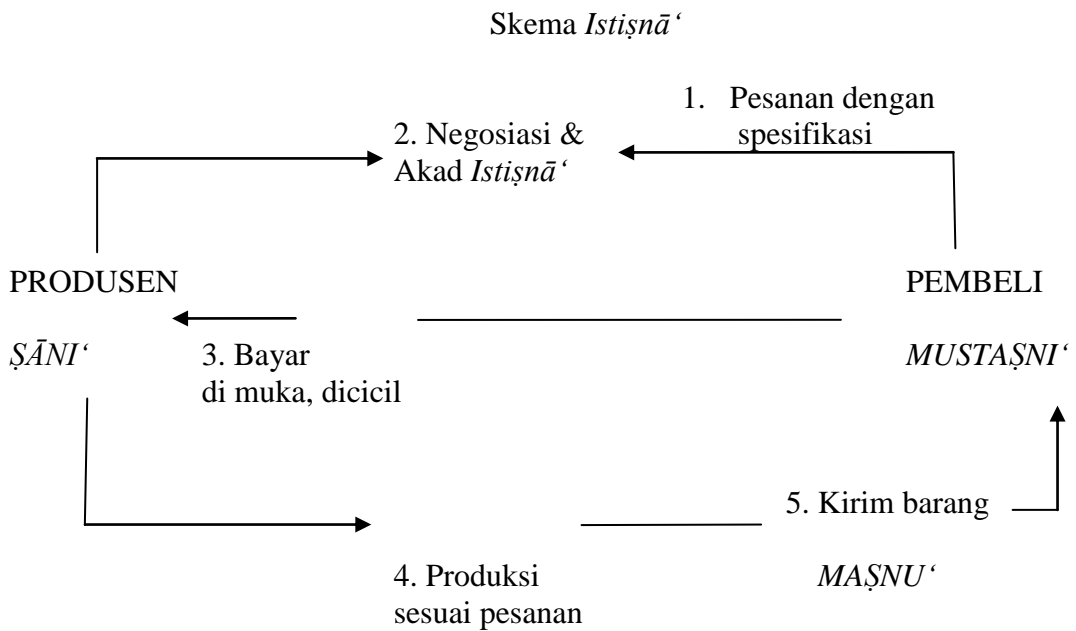 Skema Istiṣnā‘
1. Pesanan dengan
spesifikasi
2. Negosiasi &
Akad Istiṣnā‘
PRODUSEN
PEMBELI
ṢĀNI‘
3. Bayar
di muka, dicicil
MUSTAṢNI‘
5. Kirim barang
4. Produksi
sesuai pesanan
MAṢNU‘